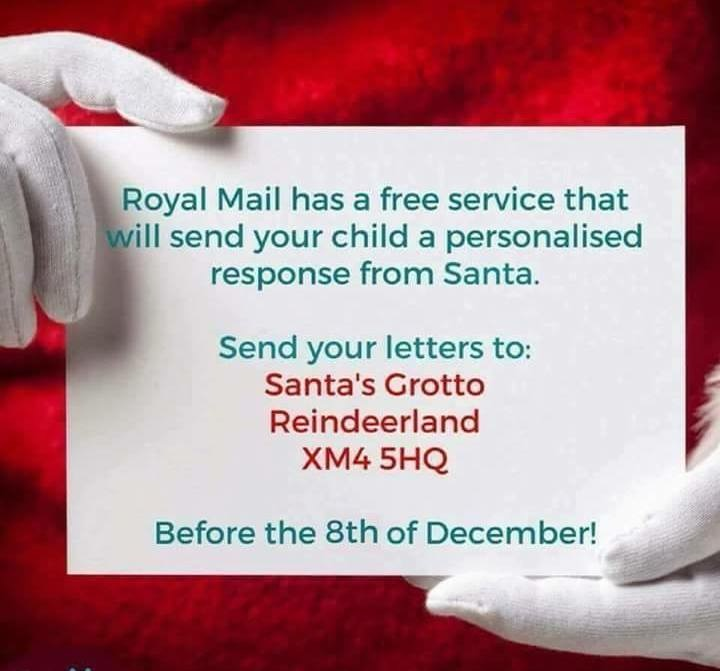 Royal Mail has a free service that
will send your child a personalised
response from Santa.
Send your letters to:
Santa's Grotto
Reindeerland
XM4 5HQ
Before the 8th of December!